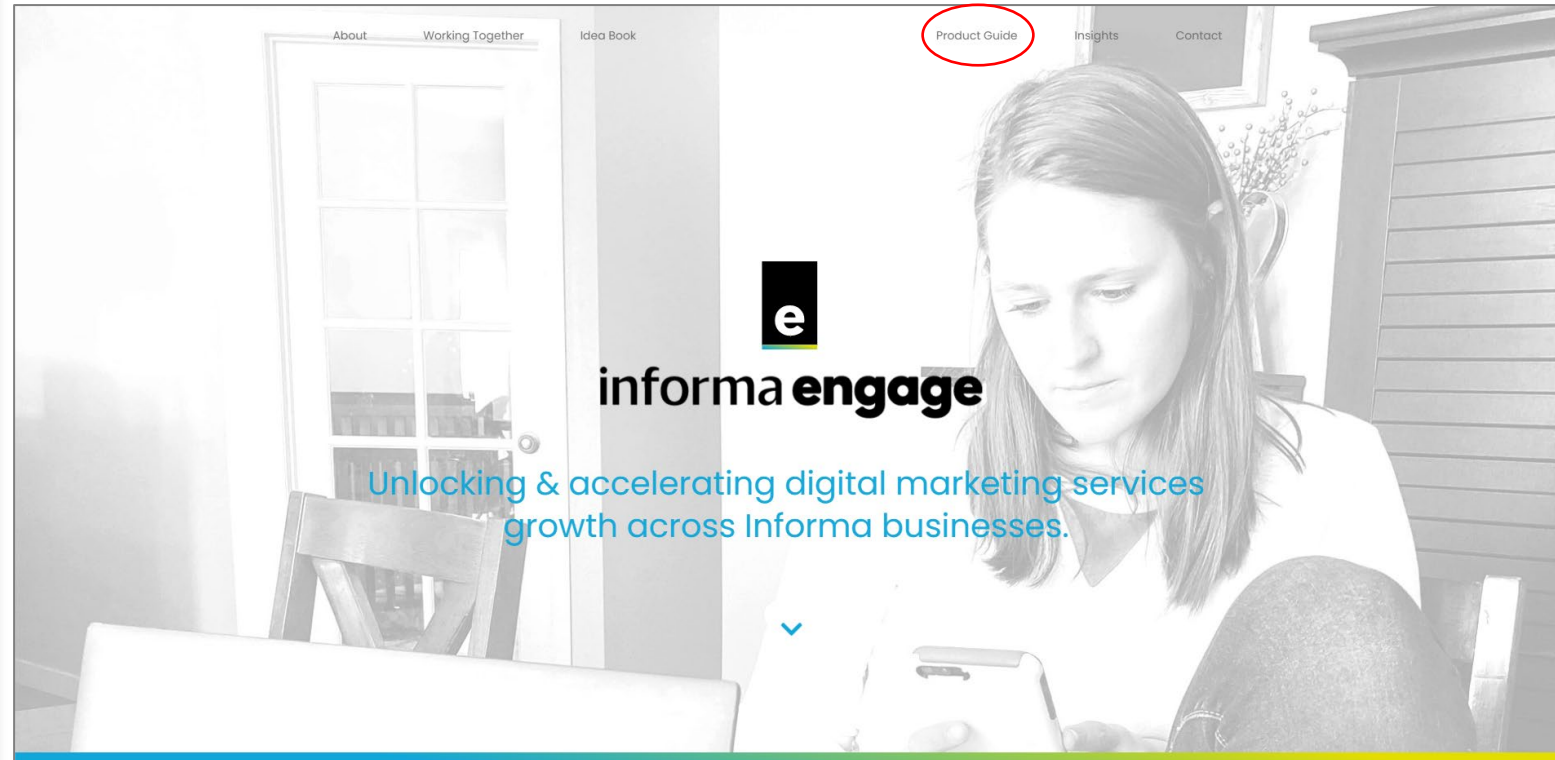 About Working Together Idea Book Product Guide Insights Contact
e
informa engage
Unlocking & accelerating digital marketing services
growth across Informa businesses.